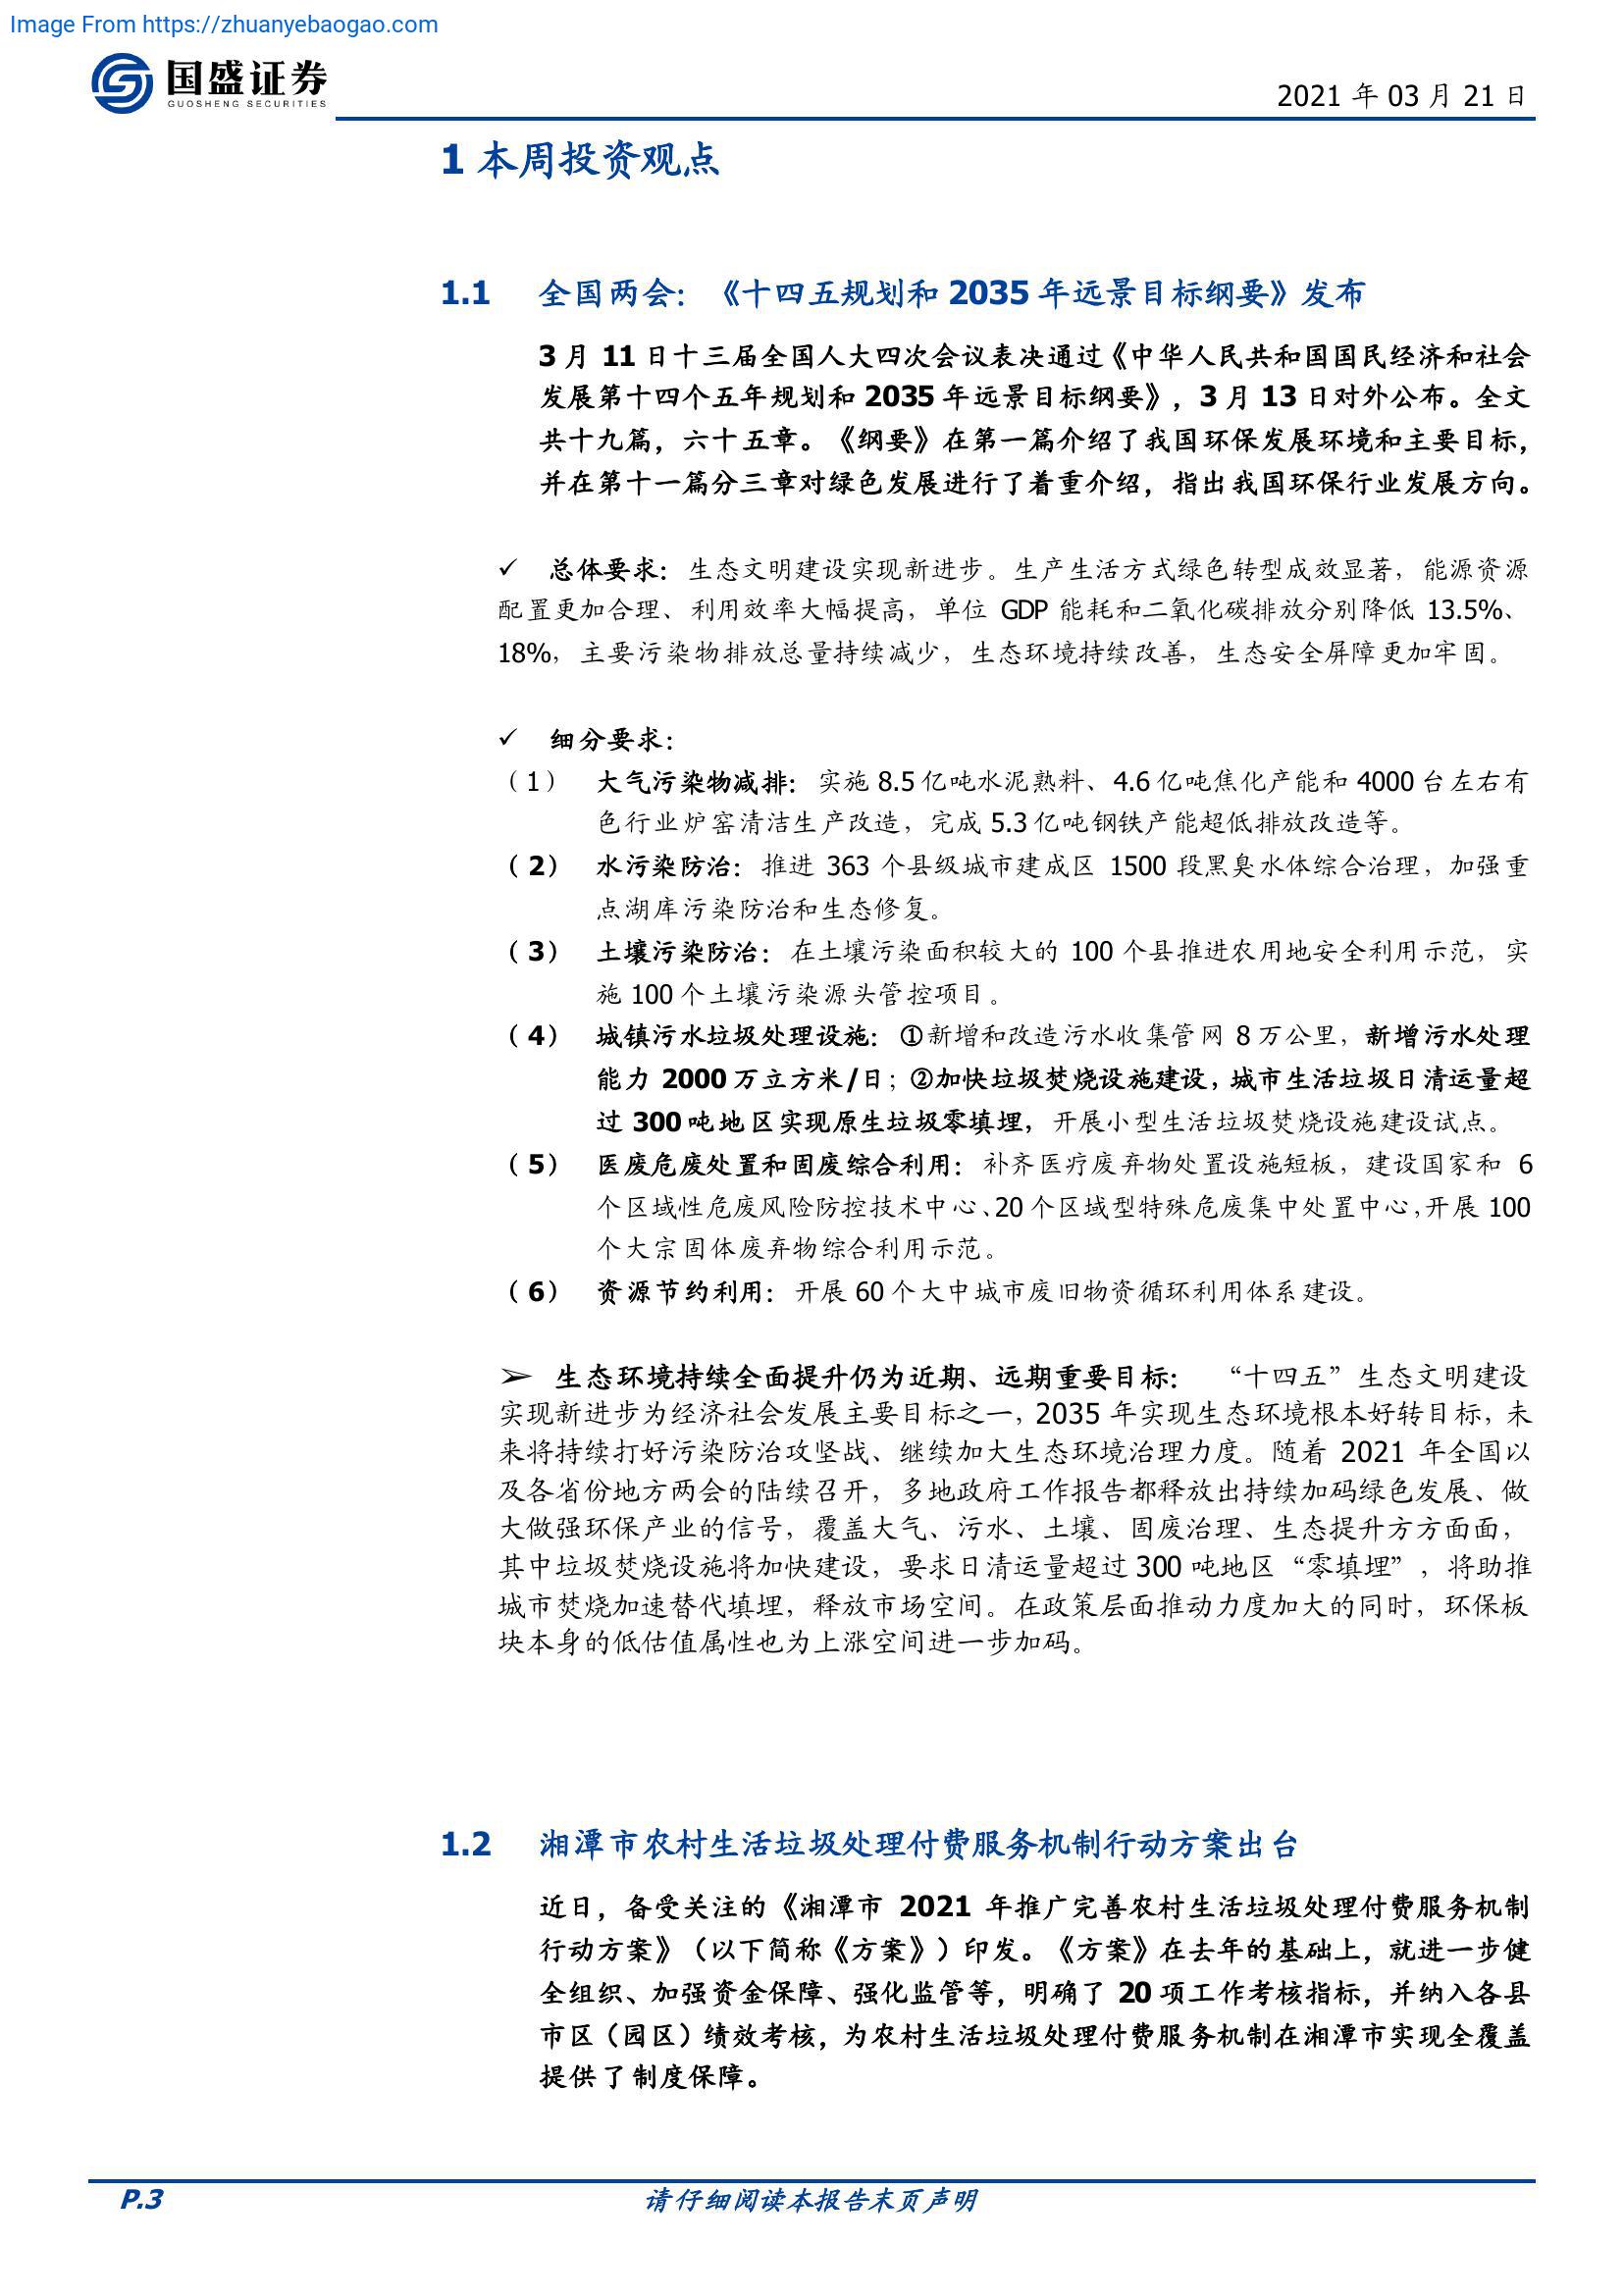 Image From https://zhuanyebaogao.com
国盛证券
GUOSHENG SECURITIES
2021 年 03 月 21 日
1 本周投资观点
1.1 全国两会：《十四五规划和 2035 年远景目标纲要》发布
3 月 11 日十三届全国人大四次会议表决通过《中华人民共和国国民经济和社会
发展第十四个五年规划和 2035 年远景目标纲要》，3 月 13 日对外公布。全文
共十九篇，六十五章。《纲要》在第一篇介绍了我国环保发展环境和主要目标，
并在第十一篇分三章对绿色发展进行了着重介绍，指出我国环保行业发展方向。
✓ 总体要求：生态文明建设实现新进步。生产生活方式绿色转型成效显著，能源资源
配置更加合理、利用效率大幅提高，单位 GDP 能耗和二氧化碳排放分别降低 13.5%、
18%，主要污染物排放总量持续减少，生态环境持续改善，生态安全屏障更加牢固。
✓ 细分要求：
（1） 大气污染物减排：实施 8.5 亿吨水泥熟料、4.6 亿吨焦化产能和 4000 台左右有
色行业炉窑清洁生产改造，完成 5.3 亿吨钢铁产能超低排放改造等。
（2） 水污染防治：推进 363 个县级城市建成区 1500 段黑臭水体综合治理，加强重
点湖库污染防治和生态修复。
（3） 土壤污染防治：在土壤污染面积较大的 100 个县推进农用地安全利用示范，实
施 100 个土壤污染源头管控项目。
（4） 城镇污水垃圾处理设施：①新增和改造污水收集管网 8 万公里，新增污水处理
能力 2000 万立方米/日；②加快垃圾焚烧设施建设，城市生活垃圾日清运量超
过 300 吨地区实现原生垃圾零填埋，开展小型生活垃圾焚烧设施建设试点。
（5） 医废危废处置和固废综合利用：补齐医疗废弃物处置设施短板，建设国家和 6
个区域性危废风险防控技术中心、20 个区域型特殊危废集中处置中心，开展 100
个大宗固体废弃物综合利用示范。
（6） 资源节约利用：开展 60 个大中城市废旧物资循环利用体系建设。
➢ 生态环境持续全面提升仍为近期、远期重要目标： “十四五”生态文明建设
实现新进步为经济社会发展主要目标之一，2035 年实现生态环境根本好转目标，未
来将持续打好污染防治攻坚战、继续加大生态环境治理力度。随着 2021 年全国以
及各省份地方两会的陆续召开，多地政府工作报告都释放出持续加码绿色发展、做
大做强环保产业的信号，覆盖大气、污水、土壤、固废治理、生态提升方方面面，
其中垃圾焚烧设施将加快建设，要求日清运量超过 300 吨地区“零填埋”，将助推
城市焚烧加速替代填埋，释放市场空间。在政策层面推动力度加大的同时，环保板
块本身的低估值属性也为上涨空间进一步加码。
1.2 湘潭市农村生活垃圾处理付费服务机制行动方案出台
近日，备受关注的《湘潭市 2021 年推广完善农村生活垃圾处理付费服务机制
行动方案》（以下简称《方案》）印发。《方案》在去年的基础上，就进一步健
全组织、加强资金保障、强化监管等，明确了 20 项工作考核指标，并纳入各县
市区（园区）绩效考核，为农村生活垃圾处理付费服务机制在湘潭市实现全覆盖
提供了制度保障。
P.3 请仔细阅读本报告末页声明